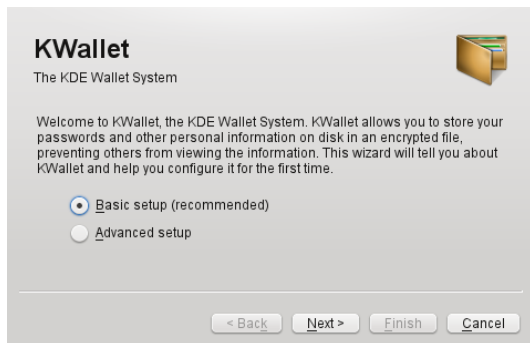 KWallet
The KDE Wallet System
Welcome to KWallet, the KDE Wallet System. KWallet allows you to store your
passwords and other personal information on disk in an encrypted file,
preventing others from viewing the information. This wizard will tell you about
KWallet and help you configure it for the first time.
Basic setup (recommended)
Advanced setup
< Back Next > Finish Cancel